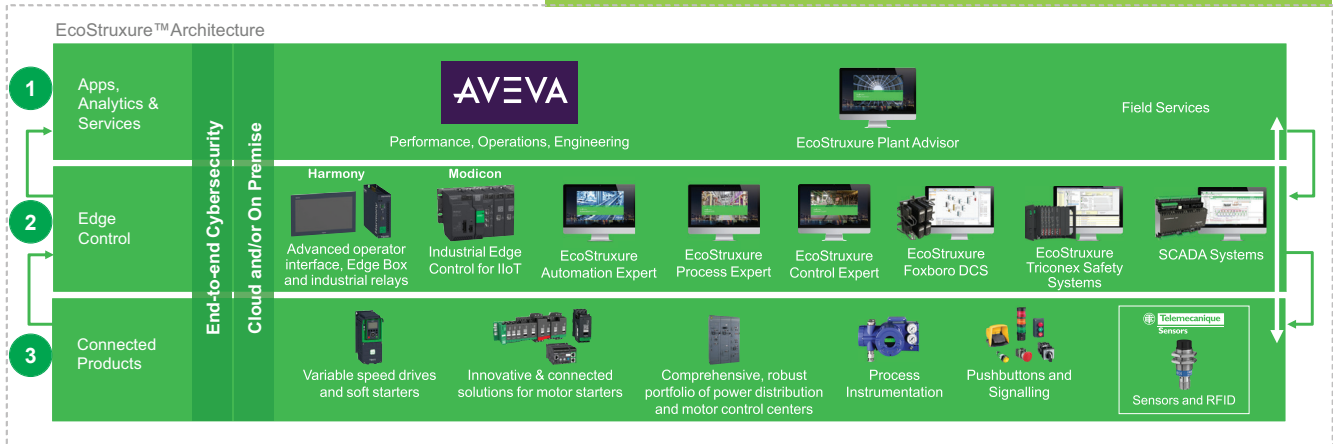 EcoStruxure™Architecture
1
Apps,
Analytics &
Services
AVEVA
Performance, Operations, Engineering
EcoStruxure Plant Advisor
Field Services
End-to-end Cybersecurity
Cloud and/or On Premise
2
Edge
Control
Harmony
Advanced operator
interface, Edge Box
and industrial relays
Modicon
Industrial Edge
Control for IIoT
EcoStruxure
Automation Expert
EcoStruxure
Process Expert
EcoStruxure
Control Expert
EcoStruxure
Foxboro DCS
EcoStruxure
Triconex Safety
Systems
SCADA Systems
3
Connected
Products
Variable speed drives
and soft starters
Innovative & connected
solutions for motor starters
Comprehensive, robust
portfolio of power distribution
and motor control centers
Process
Instrumentation
Pushbuttons and
Signalling
Telemecanique
Sensors
Sensors and RFID